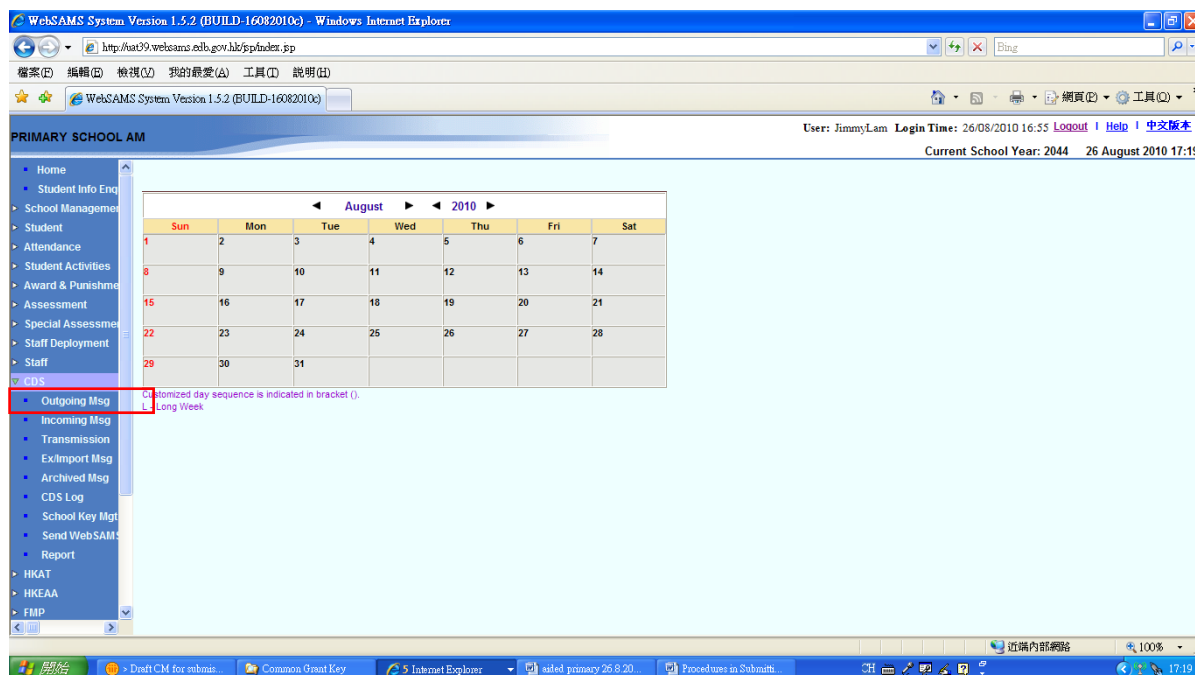 WebSAMS System Version 1.5.2 (BUILD-16082010c) - Windows Internet Explorer
http://uat39.websams.edb.gov.hk/jsp/index.jsp
Bing
檔案(F) 編輯(E) 檢視(V) 我的最愛(A) 工具(T) 說明(H)
WebSAMS System Version 1.5.2 (BUILD-16082010c)
網頁(P) 工具(O)
PRIMARY SCHOOL AM
User: JimmyLam Login Time: 26/08/2010 16:55 Logout | Help | 中文版本
Current School Year: 2044 26 August 2010 17:19
Home
Student Info Enq
School Managemen
Student
Attendance
Student Activities
Award & Punishme
Assessment
Special Assessmen
Staff Deployment
Staff
CDS
Outgoing Msg
Incoming Msg
Transmission
Ex/Import Msg
Archived Msg
CDS Log
School Key Mgt
Send WebSAMS
Report
HKAT
HKEAA
FMP
August 2010
Sun Mon Tue Wed Thu Fri Sat
1 2 3 4 5 6 7
8 9 10 11 12 13 14
15 16 17 18 19 20 21
22 23 24 25 26 27 28
29 30 31
Customized day sequence is indicated in bracket ().
L - Long Week
近端內部網路 100%
開始 > Draft CM for submis... Common Grant Key 5 Internet Explorer aided primary 26.8.20... Procedures in Submitti... CH 17:19